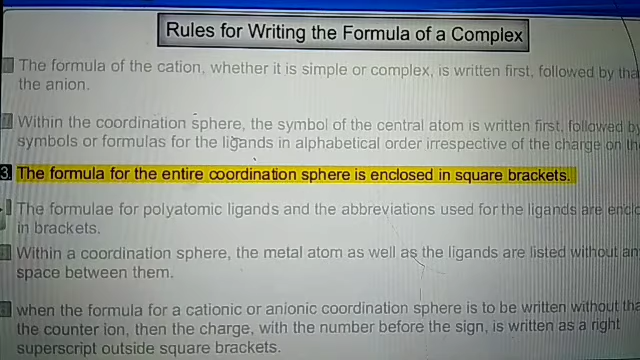 Rules for Writing the Formula of a Complex
The formula of the cation, whether it is simple or complex, is written first, followed by
the anion.
Within the coordination sphere, the symbol of the central atom is written first, followed by
symbols or formulas for the ligands in alphabetical order irrespective of the charge on
3. The formula for the entire coordination sphere is enclosed in square brackets.
The formulae for polyatomic ligands and the abbreviations used for the ligands are
in brackets.
Within a coordination sphere, the metal atom as well as the ligands are listed without
space between them.
when the formula for a cationic or anionic coordination sphere is to be written without
the counter ion, then the charge, with the number before the sign, is written as a right
superscript outside square brackets.